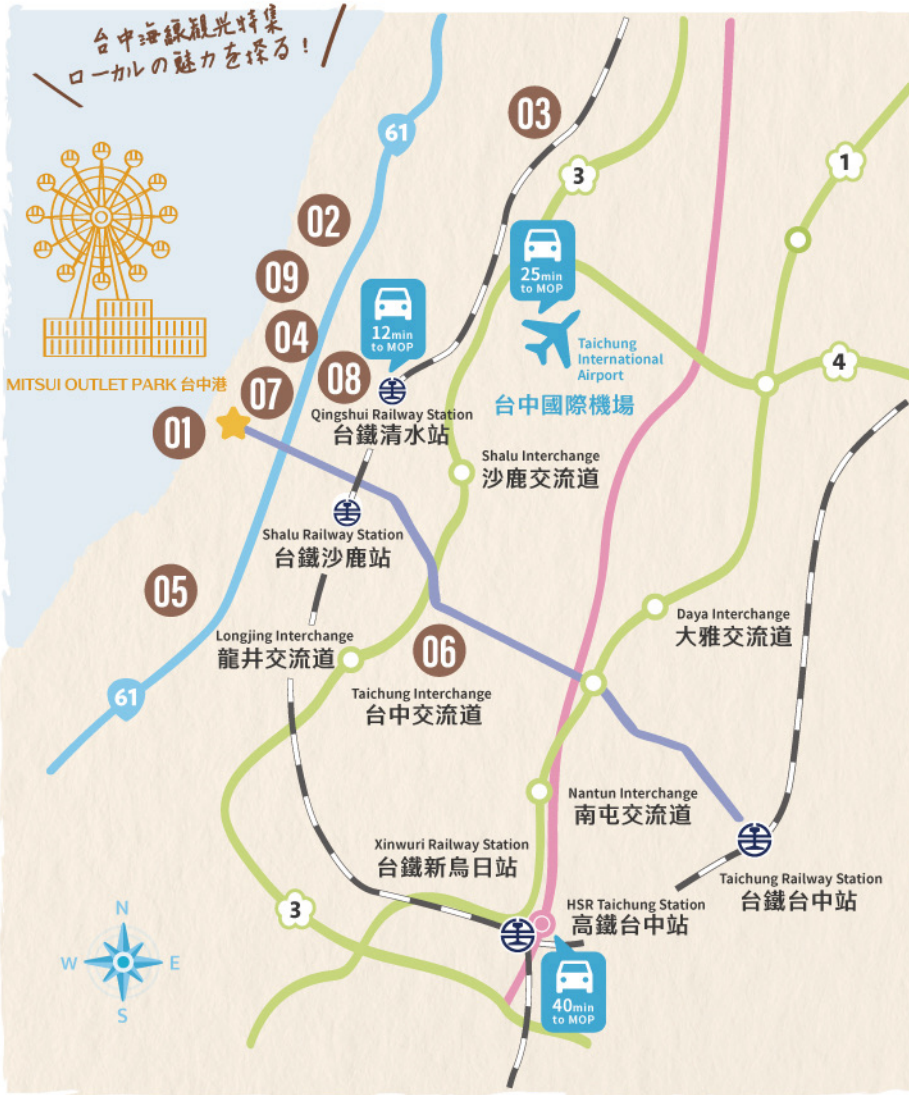 台中海線観光特集
ローカルの魅力を探る！
61
03
3
1
02
25min
to MOP
09
12min
to MOP
04
Taichung
International
Airport
4
MITSUI OUTLET PARK 台中港
07
08
台中國際機場
01
Qingshui Railway Station
台鐵清水站
Shalu Interchange
沙鹿交流道
Shalu Railway Station
台鐵沙鹿站
05
Daya Interchange
大雅交流道
Longjing Interchange
龍井交流道
06
61
Taichung Interchange
台中交流道
Nantun Interchange
南屯交流道
Xinwuri Railway Station
台鐵新烏日站
Taichung Railway Station
台鐵台中站
3
HSR Taichung Station
高鐵台中站
N
W
E
S
40min
to MOP